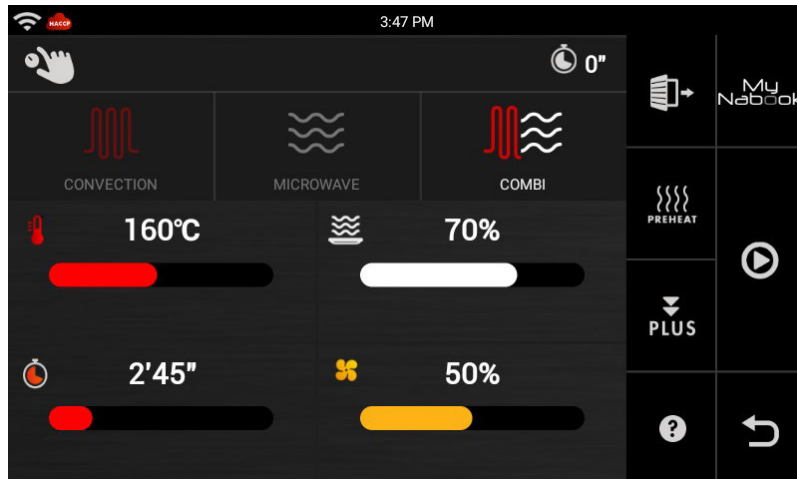 HACCP
3:47 PM
0"
My
Nabook
CONVECTION
MICROWAVE
COMBI
PREHEAT
160°C
70%
PLUS
2'45"
50%
?